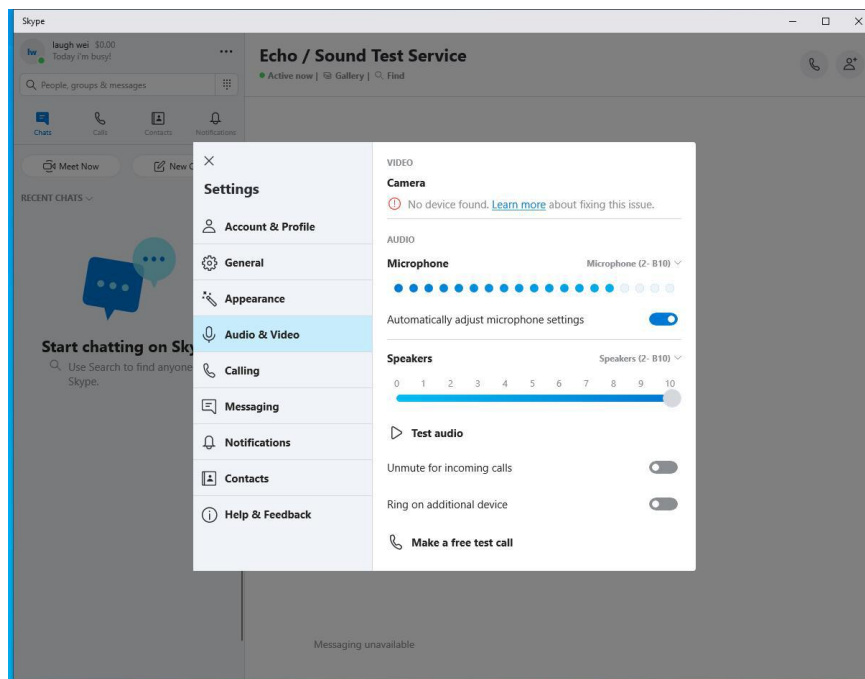 Skype
lw
laugh wei $0.00
Today i'm busy!
People, groups & messages
Chats
Calls
Contacts
Notifications
Meet Now
New C
RECENT CHATS
Start chatting on Sky
Use Search to find anyone
Skype.
Echo / Sound Test Service
Active now | Gallery | Find
Messaging unavailable
Settings
Account & Profile
General
Appearance
Audio & Video
Calling
Messaging
Notifications
Contacts
Help & Feedback
VIDEO
Camera
No device found. Learn more about fixing this issue.
AUDIO
Microphone
Microphone (2- B10)
Automatically adjust microphone settings
Speakers
Speakers (2- B10)
0 1 2 3 4 5 6 7 8 9 10
Test audio
Unmute for incoming calls
Ring on additional device
Make a free test call